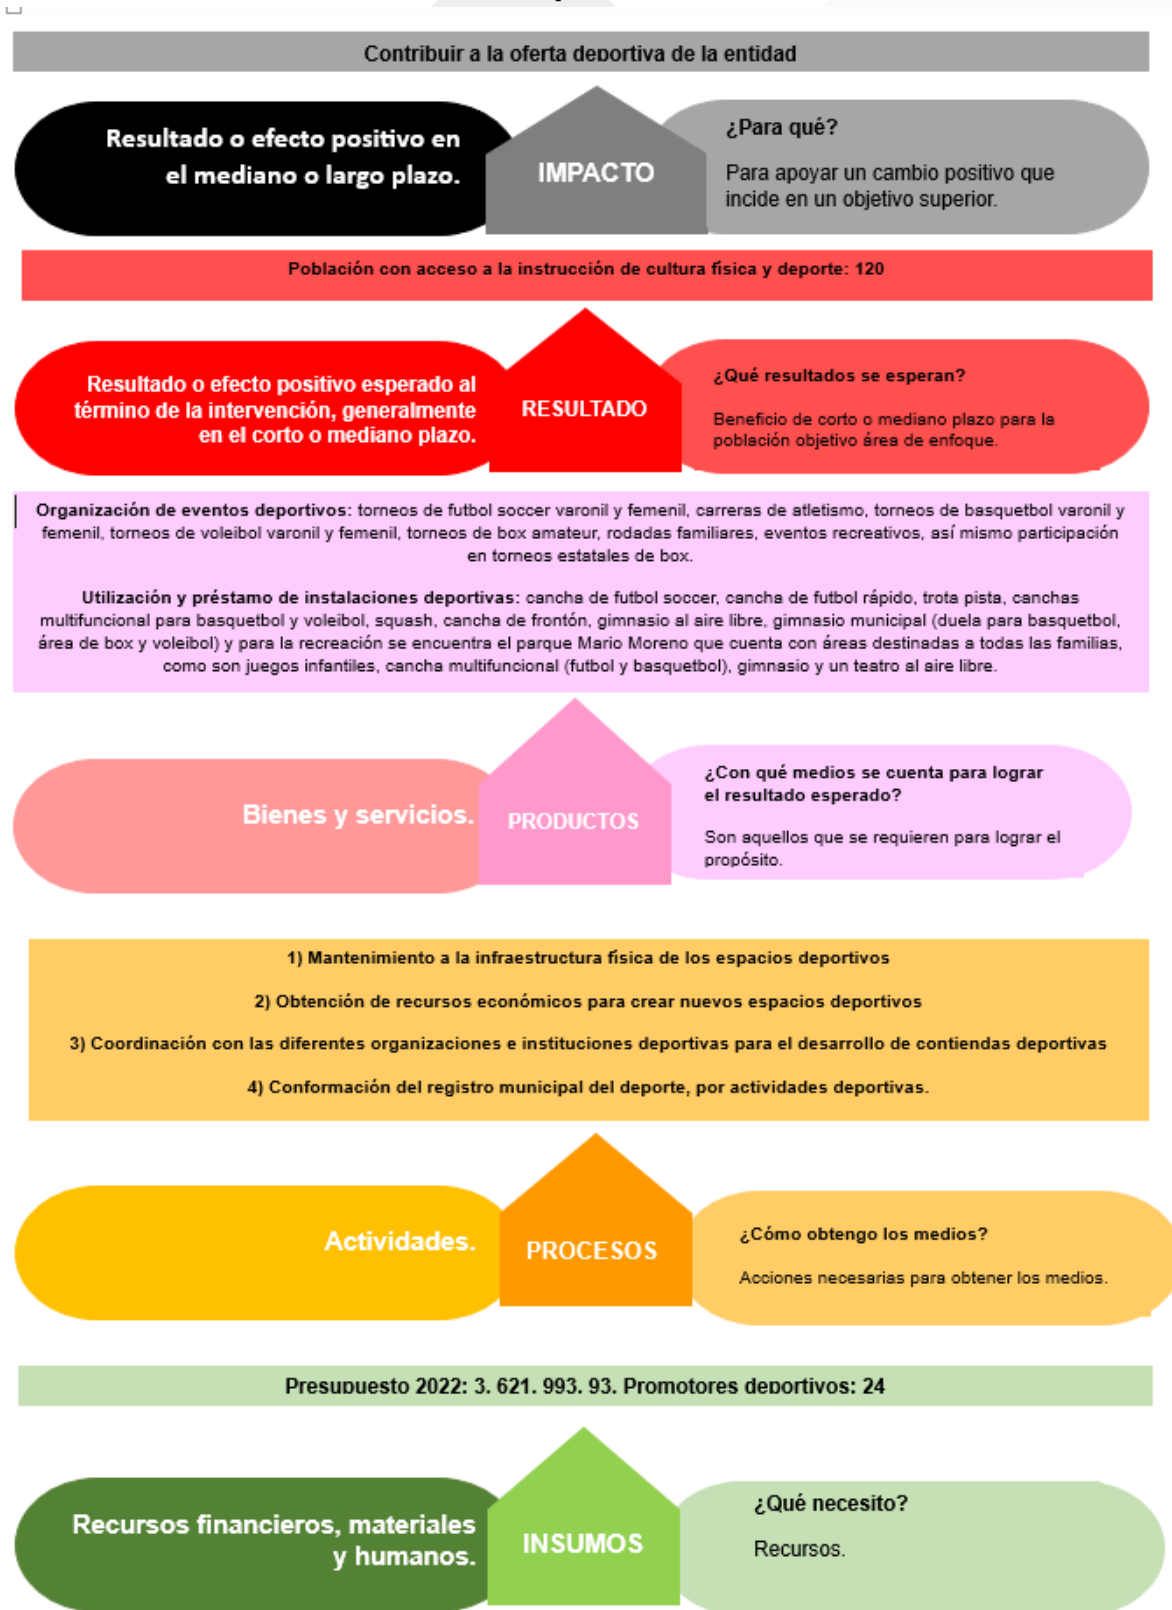 Contribuir a la oferta deportiva de la entidad
Resultado o efecto positivo en
el mediano o largo plazo.
IMPACTO
¿Para qué?
Para apoyar un cambio positivo que
incide en un objetivo superior.
Población con acceso a la instrucción de cultura física y deporte: 120
Resultado o efecto positivo esperado al
término de la intervención, generalmente
en el corto o mediano plazo.
RESULTADO
¿Qué resultados se esperan?
Beneficio de corto o mediano plazo para la
población objetivo área de enfoque.
Organización de eventos deportivos: torneos de futbol soccer varonil y femenil, carreras de atletismo, torneos de basquetbol varonil y
femenil, torneos de voleibol varonil y femenil, torneos de box amateur, rodadas familiares, eventos recreativos, así mismo participación
en torneos estatales de box.
Utilización y préstamo de instalaciones deportivas: cancha de futbol soccer, cancha de futbol rápido, trota pista, canchas
multifuncional para basquetbol y voleibol, squash, cancha de frontón, gimnasio al aire libre, gimnasio municipal (duela para basquetbol,
área de box y voleibol) y para la recreación se encuentra el parque Mario Moreno que cuenta con áreas destinadas a todas las familias,
como son juegos infantiles, cancha multifuncional (futbol y basquetbol), gimnasio y un teatro al aire libre.
Bienes y servicios.
PRODUCTOS
¿Con qué medios se cuenta para lograr
el resultado esperado?
Son aquellos que se requieren para lograr el
propósito.
1) Mantenimiento a la infraestructura física de los espacios deportivos
2) Obtención de recursos económicos para crear nuevos espacios deportivos
3) Coordinación con las diferentes organizaciones e instituciones deportivas para el desarrollo de contiendas deportivas
4) Conformación del registro municipal del deporte, por actividades deportivas.
Actividades.
PROCESOS
¿Cómo obtengo los medios?
Acciones necesarias para obtener los medios.
Presupuesto 2022: 3. 621. 993. 93. Promotores deportivos: 24
Recursos financieros, materiales
y humanos.
INSUMOS
¿Qué necesito?
Recursos.